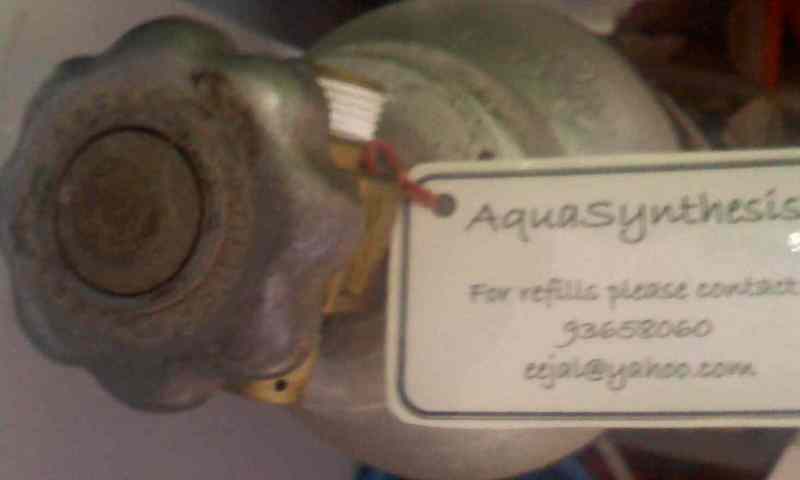 AquaSynthesis
For refills please contact
93658060
eejal@yahoo.com